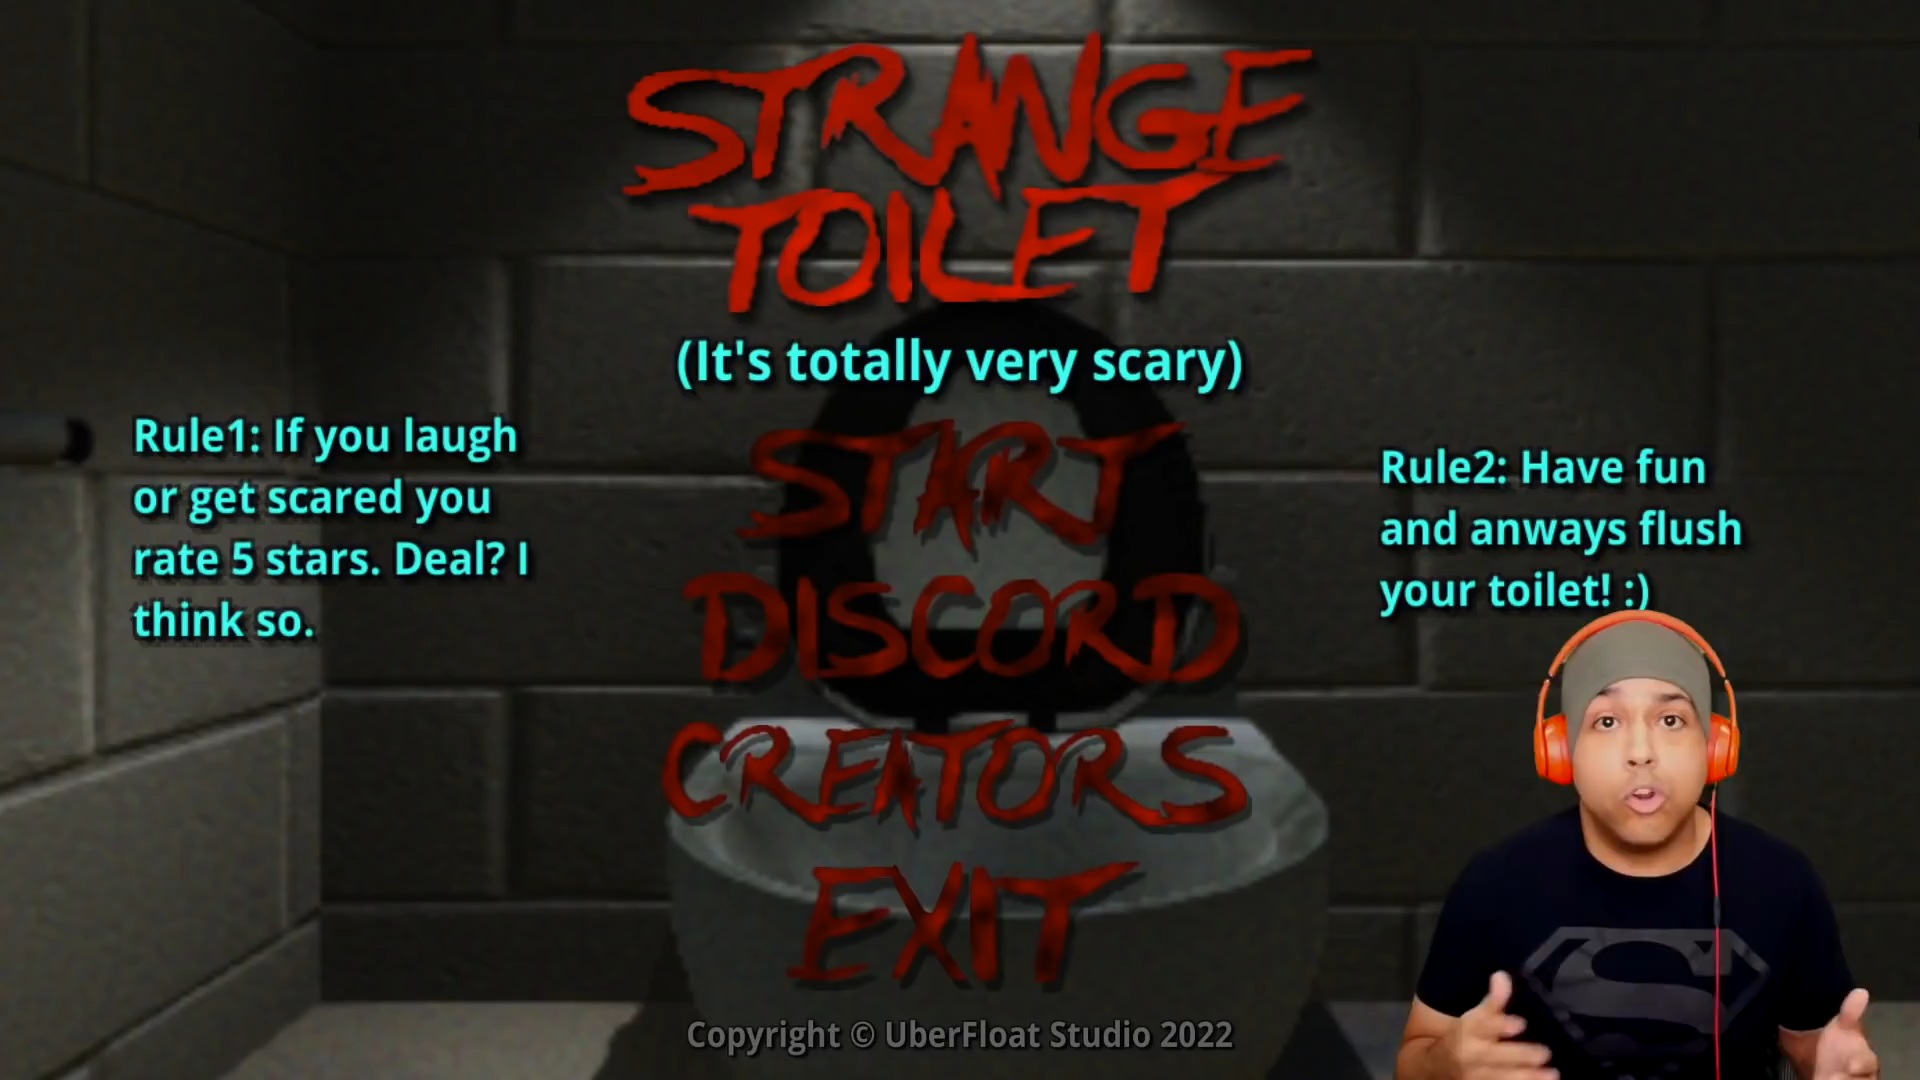 STRANGE
TOILET
(It's totally very scary)
Rule1: If you laugh
or get scared you
rate 5 stars. Deal? I
think so.
START
DISCORD
CREATORS
EXIT
Rule2: Have fun
and anways flush
your toilet! :)
Copyright © UberFloat Studio 2022